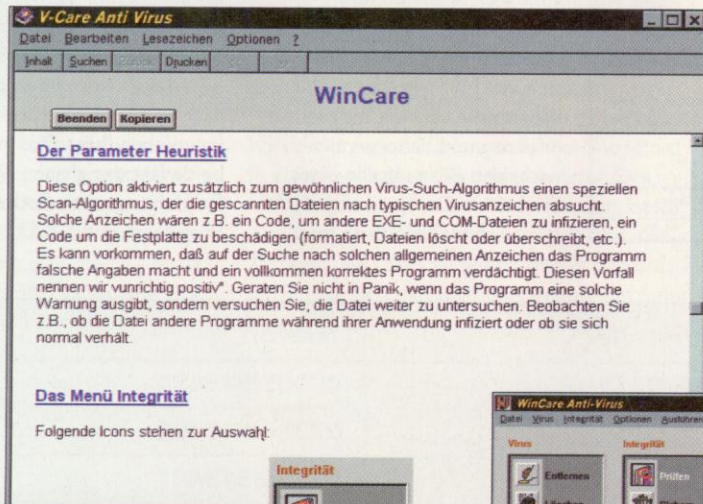 V-Care Anti Virus
Datei Bearbeiten Lesezeichen Optionen ?
Inhalt Suchen Zurück Drucken << >>
WinCare
Beenden Kopieren
Der Parameter Heuristik
Diese Option aktiviert zusätzlich zum gewöhnlichen Virus-Such-Algorithmus einen speziellen
Scan-Algorithmus, der die gescannten Dateien nach typischen Virusanzeichen absucht.
Solche Anzeichen wären z.B. ein Code, um andere EXE- und COM-Dateien zu infizieren, ein
Code um die Festplatte zu beschädigen (formatiert, Dateien löscht oder überschreibt, etc.).
Es kann vorkommen, daß auf der Suche nach solchen allgemeinen Anzeichen das Programm
falsche Angaben macht und ein vollkommen korrektes Programm verdächtigt. Diesen Vorfall
nennen wir vunrichtig positiv". Geraten Sie nicht in Panik, wenn das Programm eine solche
Warnung ausgibt, sondern versuchen Sie, die Datei weiter zu untersuchen. Beobachten Sie
z.B., ob die Datei andere Programme während ihrer Anwendung infiziert oder ob sie sich
normal verhält.
Das Menü Integrität
Folgende Icons stehen zur Auswahl:
Integrität
WinCare Anti-Virus
Datei Virus Integrität Optionen Ausführen
Virus Integrität
Entfernen Prüfen